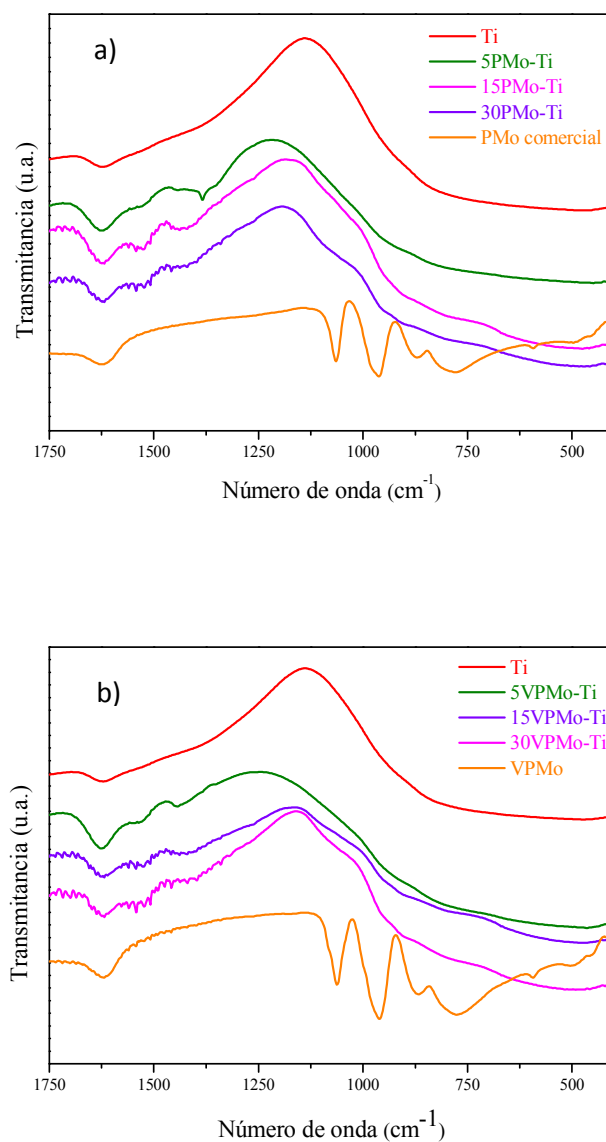 a)
Ti
5PMo-Ti
15PMo-Ti
30PMo-Ti
PMo comercial
Transmitancia (u.a.)
1750 1500 1250 1000 750 500
Número de onda (cm-1)
b)
Ti
5VPMo-Ti
15VPMo-Ti
30VPMo-Ti
VPMo
Transmitancia (u.a.)
1750 1500 1250 1000 750 500
Número de onda (cm-1)